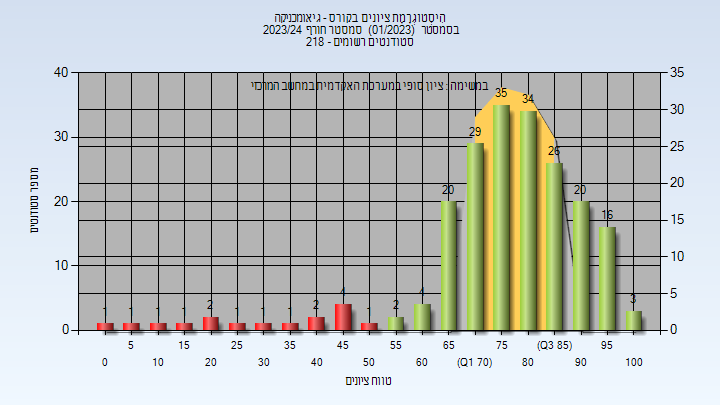 היסטוגרמת ציונים בקורס - גיאומכניקה
בסמסטר (01/2023) סמסטר חורף 2023/24
סטודנטים רשומים - 218
במשימה : ציון סופי במערכת האקדמית במחשב המרכזי
מספר סטודנטים
40
30
20
10
0
35
30
25
20
15
10
5
0
1 1 1 1 2 1 1 1 2 4 1 2 4 20 29 35 34 26 20 16 3
5 15 25 35 45 55 65 75 (Q3 85) 95
0 10 20 30 40 50 60 (Q1 70) 80 90 100
טווח ציונים